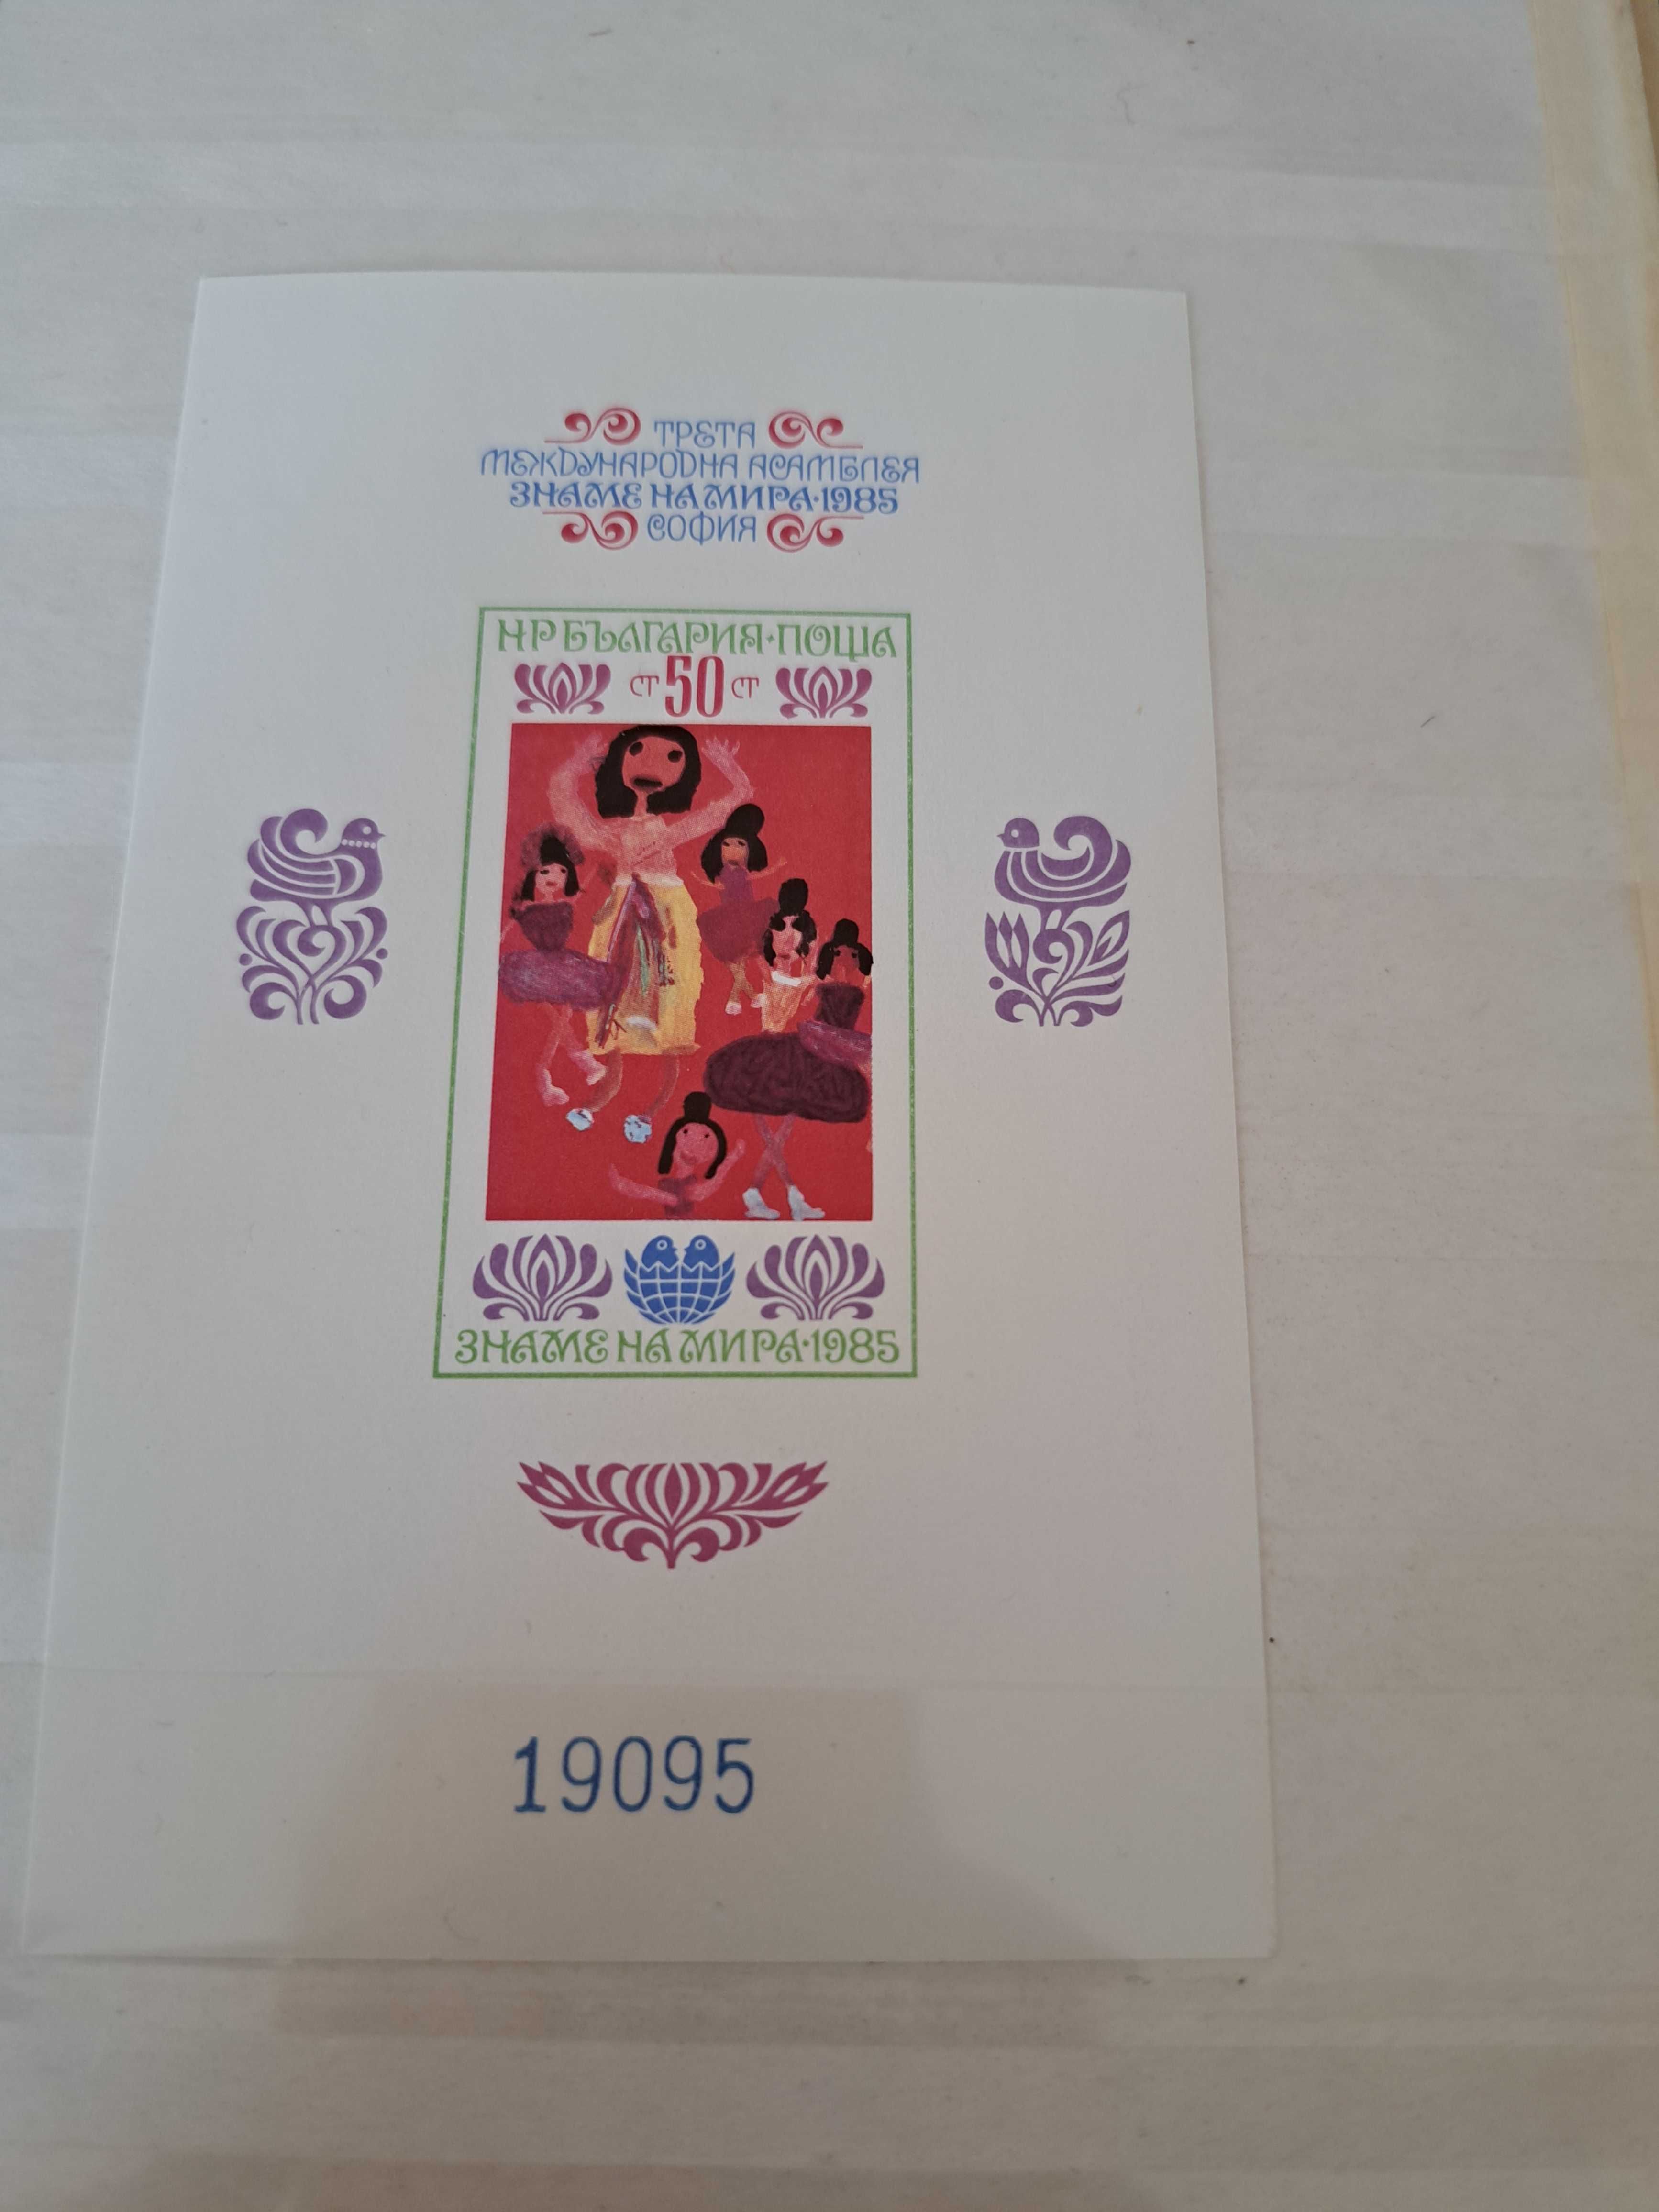 ТРЕТА
МЕЖДУНАРОДНА АСАМБЛЕЯ
ЗНАМЕ НА МИРА·1985
СОФИЯ
НР БЪЛГАРИЯ·ПОЩА
СТ 50 СТ
ЗНАМЕ НА МИРА·1985
19095